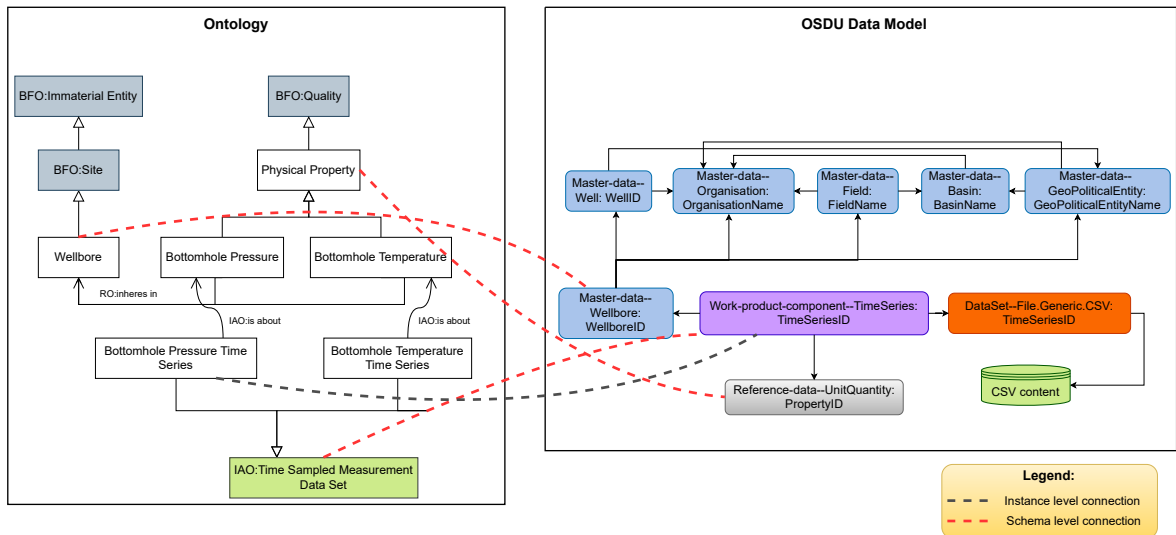 Ontology
BFO:Immaterial Entity
BFO:Quality
BFO:Site
Physical Property
Wellbore
Bottomhole Pressure
Bottomhole Temperature
RO:inheres in
IAO:is about
IAO:is about
Bottomhole Pressure Time
Series
Bottomhole Temperature
Time Series
IAO:Time Sampled Measurement
Data Set
OSDU Data Model
Master-data--
Well: WellID
Master-data--
Organisation:
OrganisationName
Master-data--
Field:
FieldName
Master-data--
Basin:
BasinName
Master-data--
GeoPoliticalEntity:
GeoPoliticalEntityName
Master-data--
Wellbore:
WellboreID
Work-product-component--TimeSeries:
TimeSeriesID
DataSet--File.Generic.CSV:
TimeSeriesID
Reference-data--UnitQuantity:
PropertyID
CSV content
Legend:
Instance level connection
Schema level connection